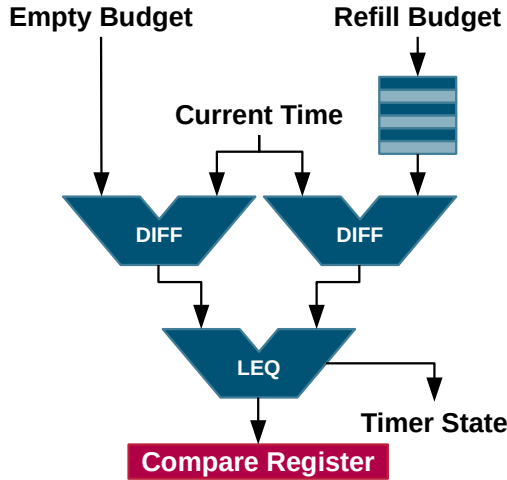 Empty Budget
Refill Budget
Current Time
DIFF
DIFF
LEQ
Timer State
Compare Register